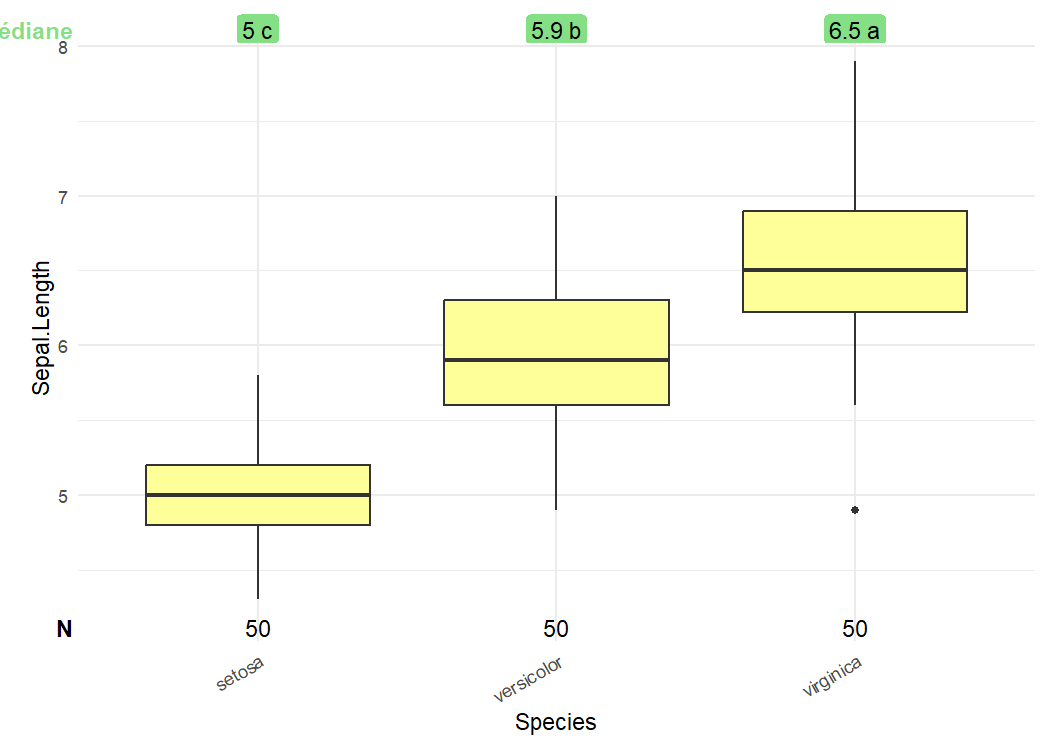 édiane 5 c 5.9 b 6.5 a
8
7
6
5
Sepal.Length
N 50 50 50
setosa versicolor virginica
Species